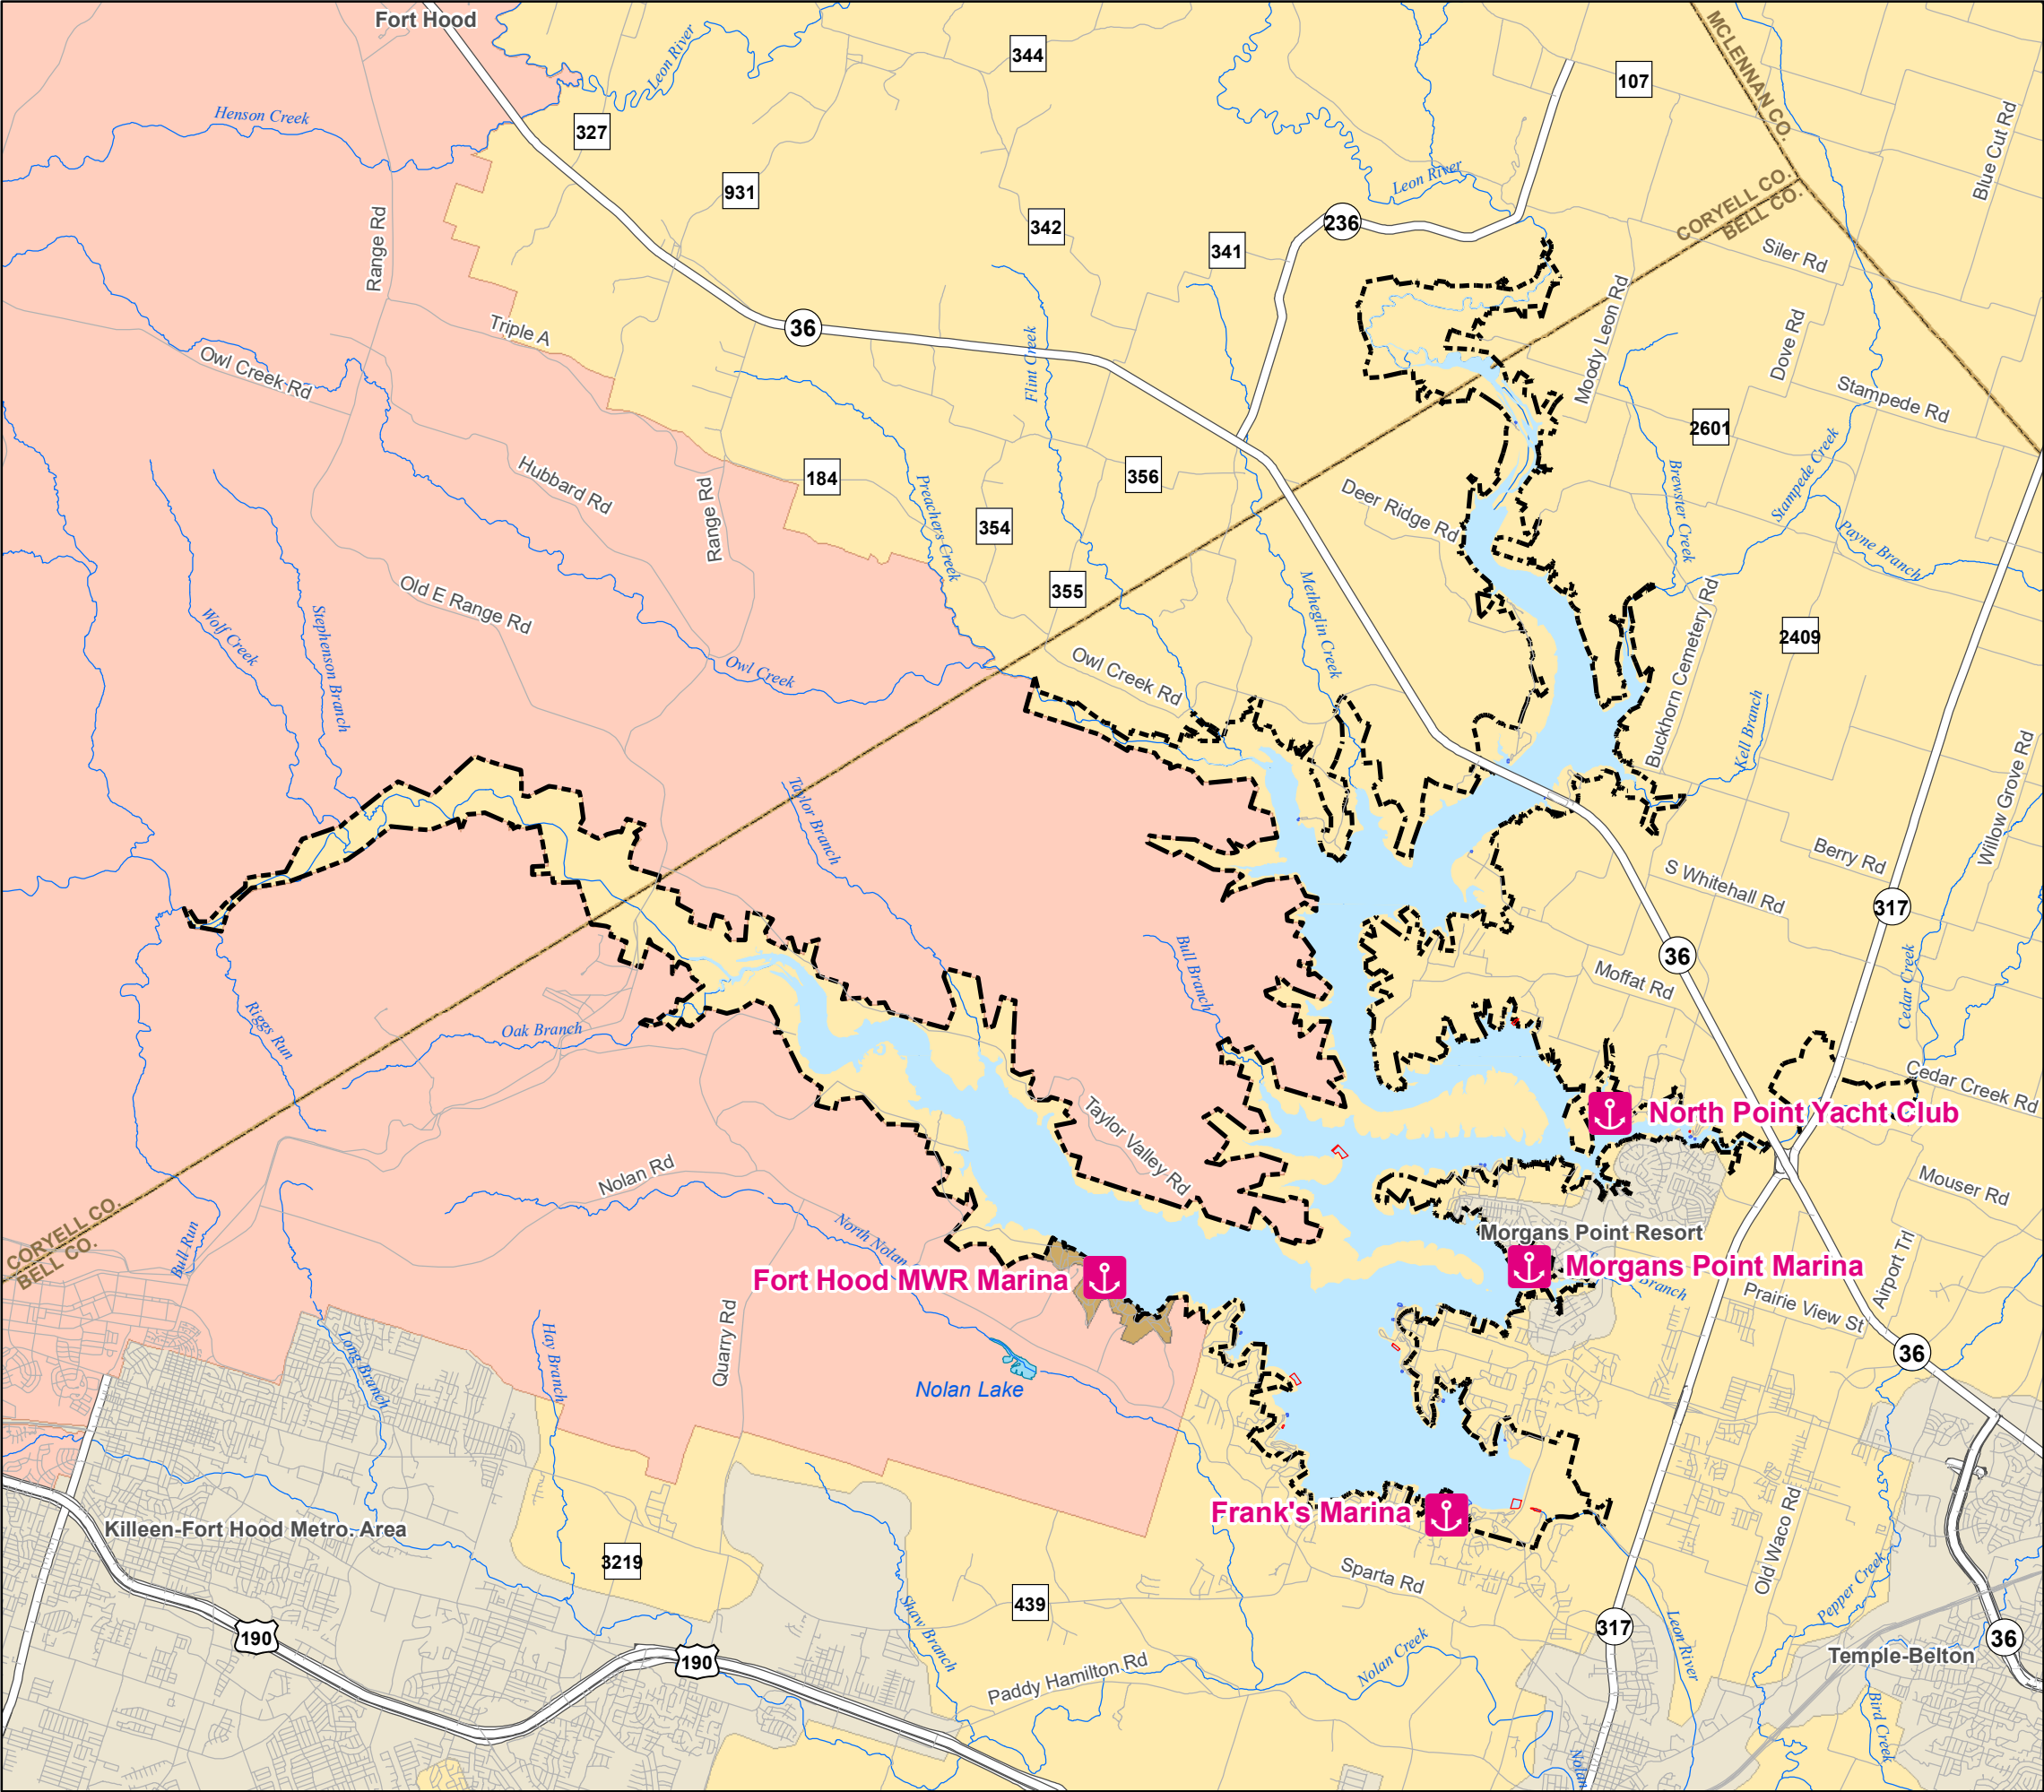 Fort Hood
Leon River
344
107
MCLENNAN CO.
Blue Cut Rd
Henson Creek
327
931
Leon River
CORYELL CO.
BELL CO.
Range Rd
342
341
236
Siler Rd
Triple A
36
Flint Creek
Moody Leon Rd
Dove Rd
Owl Creek Rd
Stampede Rd
2601
Hubbard Rd
Range Rd
184
356
Deer Ridge Rd
Brewster Creek
Stampede Creek
Preachers Creek
354
Payne Branch
Old E Range Rd
355
Metheglin Creek
Wolf Creek
Stephenson Branch
Buckhorn Cemetery Rd
2409
Owl Creek
Owl Creek Rd
Kell Branch
Willow Grove Rd
Taylor Branch
Berry Rd
S Whitehall Rd
317
36
Bull Branch
Moffat Rd
Cedar Creek
Riggs Run
Oak Branch
Cedar Creek Rd
North Point Yacht Club
Taylor Valley Rd
Nolan Rd
Mouser Rd
CORYELL CO.
BELL CO.
Bull Run
North Nolan
Morgans Point Resort
Airport Trl
Fort Hood MWR Marina
Morgans Point Marina
Branch
Prairie View St
Quarry Rd
Long Branch
Hay Branch
36
Nolan Lake
Frank's Marina
Old Waco Rd
Killeen-Fort Hood Metro. Area
3219
Sparta Rd
Pepper Creek
439
Shaw Branch
317
Leon River
190
190
Nolan Creek
Temple-Belton
36
Paddy Hamilton Rd
Bird Creek
Nolan